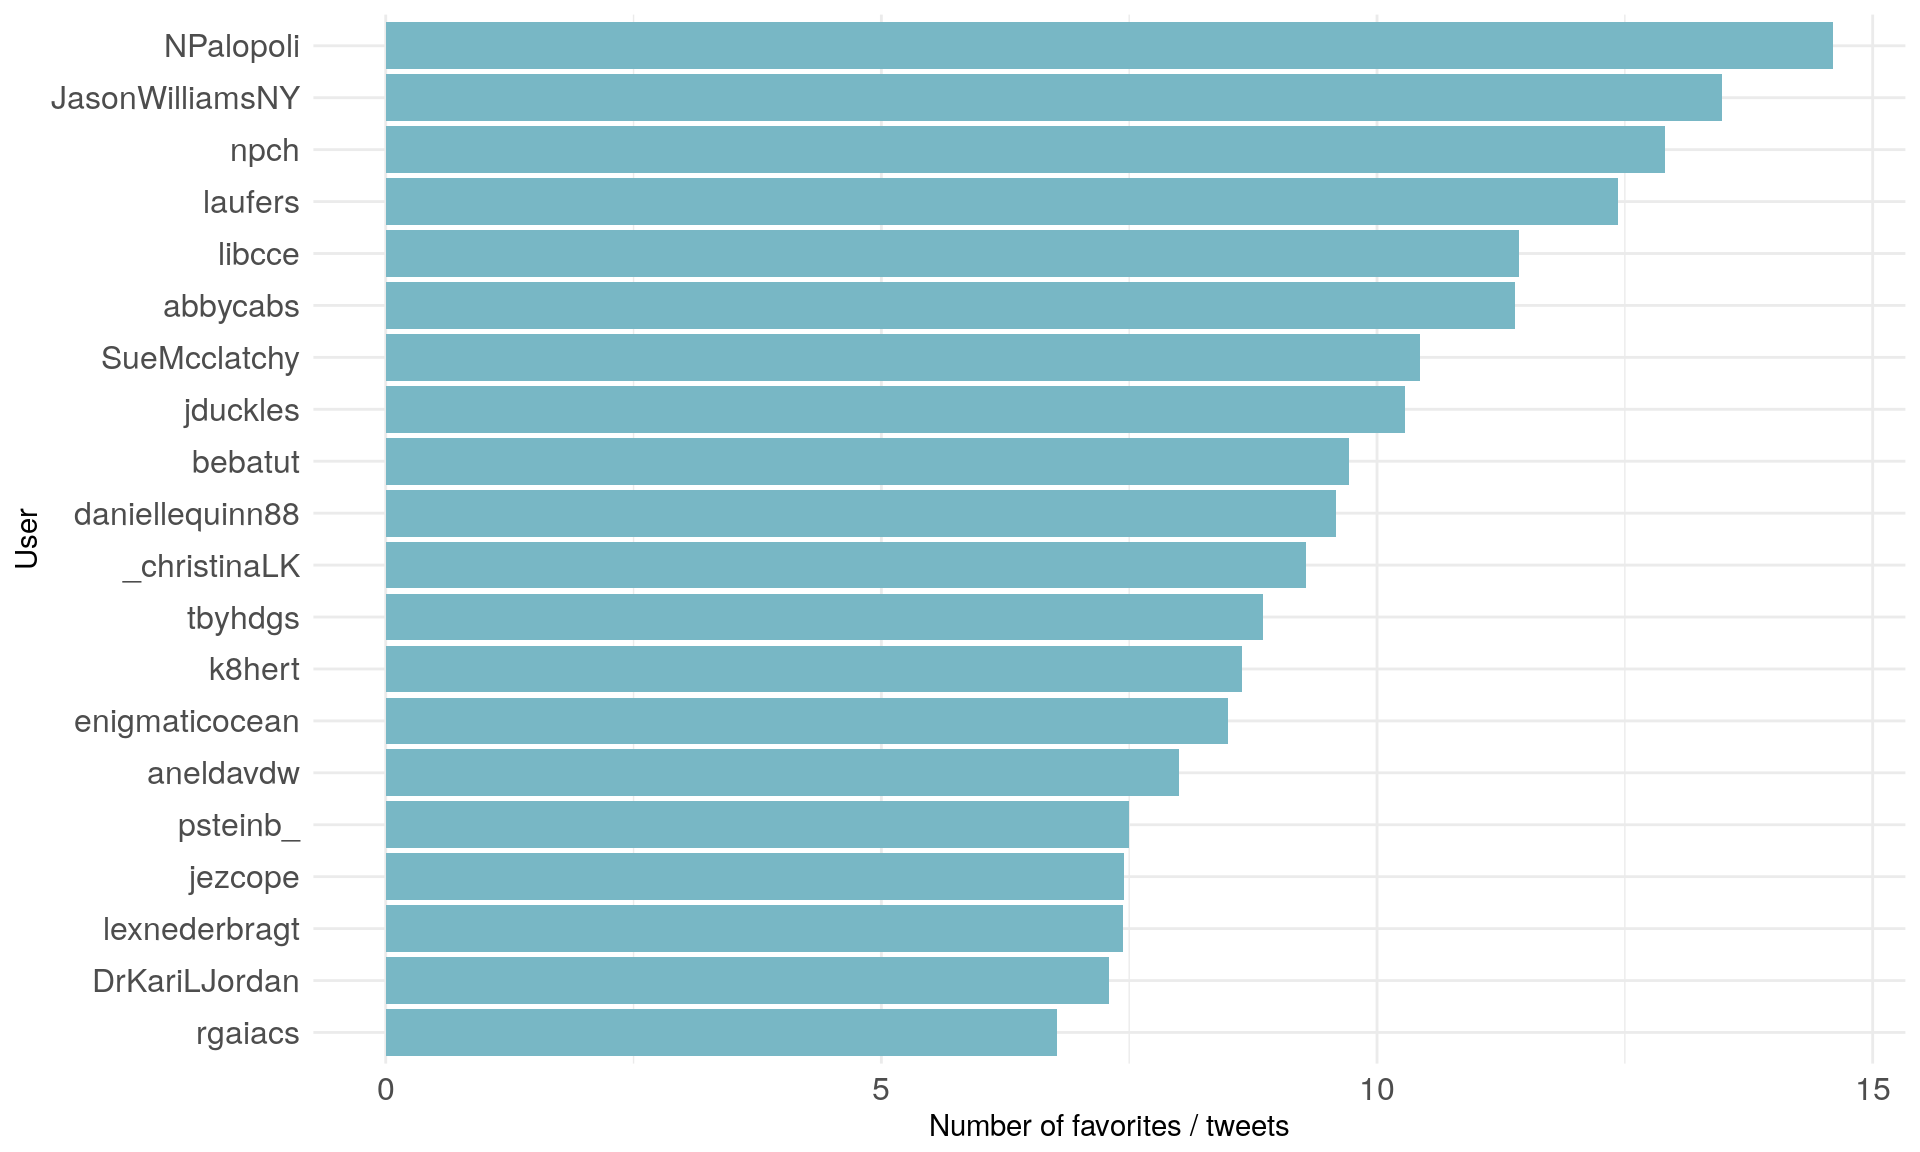 NPalopoli
JasonWilliamsNY
npch
laufers
libcce
abbycabs
SueMcclatchy
jduckles
bebatut
daniellequinn88
_christinaLK
tbyhdgs
k8hert
enigmaticocean
aneldavdw
psteinb_
jezcope
lexnederbragt
DrKariLJordan
rgaiacs
User
0 5 10 15
Number of favorites / tweets